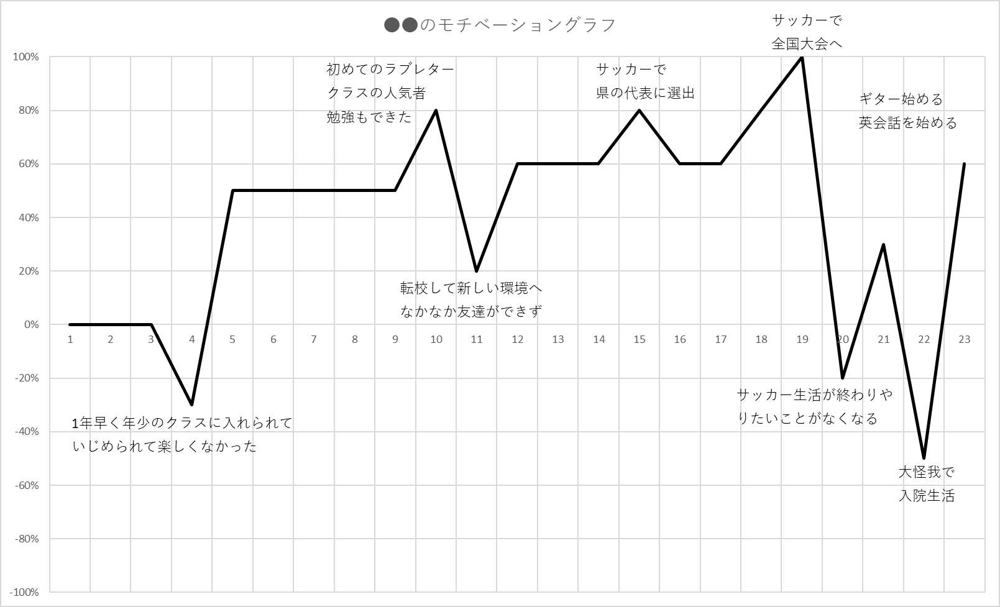 ●●のモチベーショングラフ
サッカーで
全国大会へ
初めてのラブレター
クラスの人気者
勉強もできた
サッカーで
県の代表に選出
ギター始める
英会話を始める
転校して新しい環境へ
なかなか友達ができず
1年早く年少のクラスに入れられて
いじめられて楽しくなかった
サッカー生活が終わりや
りたいことがなくなる
大怪我で
入院生活
100%
80%
60%
40%
20%
0%
-20%
-40%
-60%
-80%
-100%
1 2 3 4 5 6 7 8 9 10 11 12 13 14 15 16 17 18 19 20 21 22 23